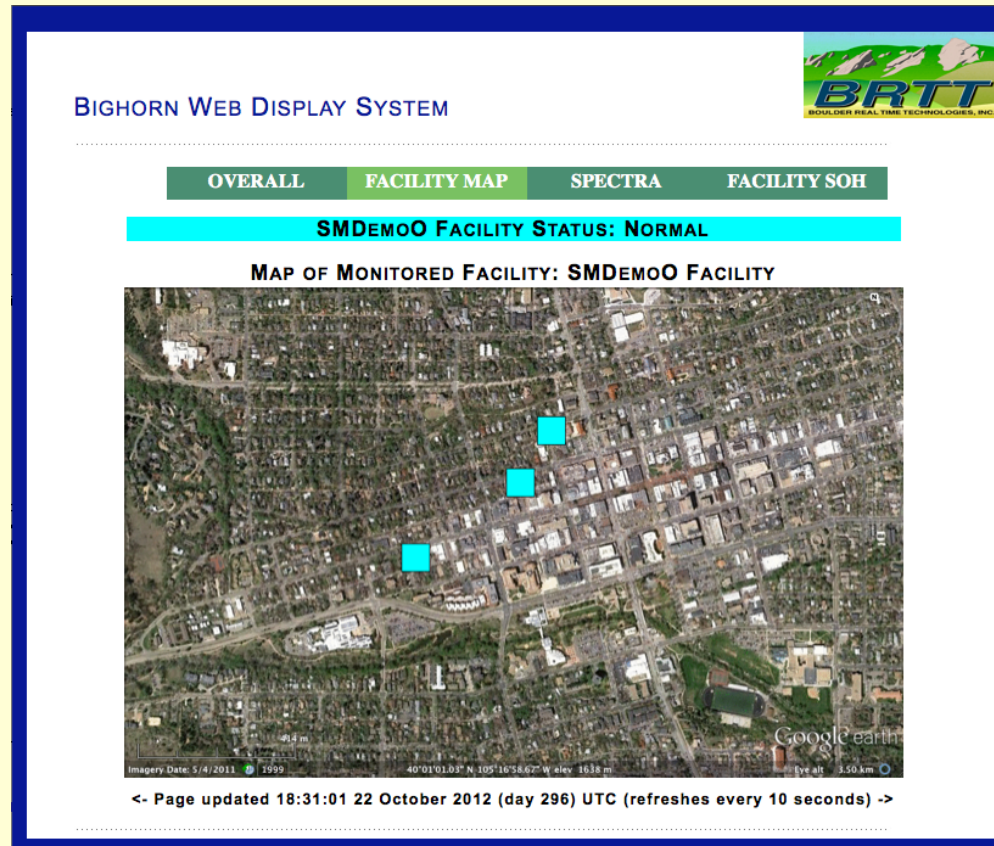 BRTT
BOULDER REAL TIME TECHNOLOGIES, INC.
BIGHORN WEB DISPLAY SYSTEM
OVERALL FACILITY MAP SPECTRA FACILITY SOH
SMDEMOO FACILITY STATUS: NORMAL
MAP OF MONITORED FACILITY: SMDEMOO FACILITY
414 m
Google earth
Imagery Date: 5/4/2011 1999 40°01'01.03" N 105°16'58.62" W elev 1638 m Eye alt 3.50 km
<- Page updated 18:31:01 22 October 2012 (day 296) UTC (refreshes every 10 seconds) ->